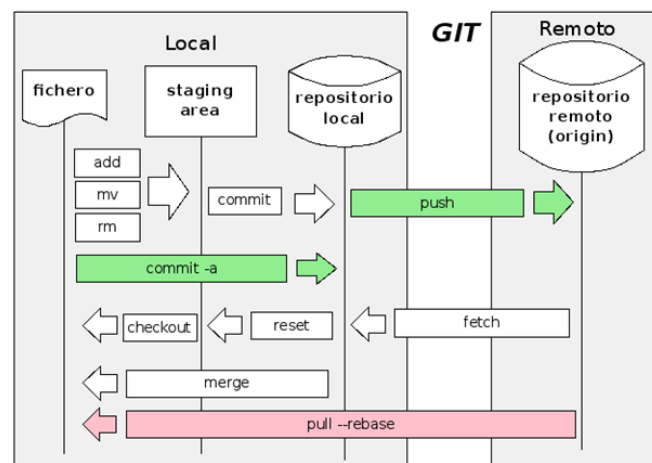 Local
GIT
Remoto
fichero
staging
area
repositorio
local
repositorio
remoto
(origin)
add
mv
rm
commit
push
commit -a
checkout
reset
fetch
merge
pull --rebase